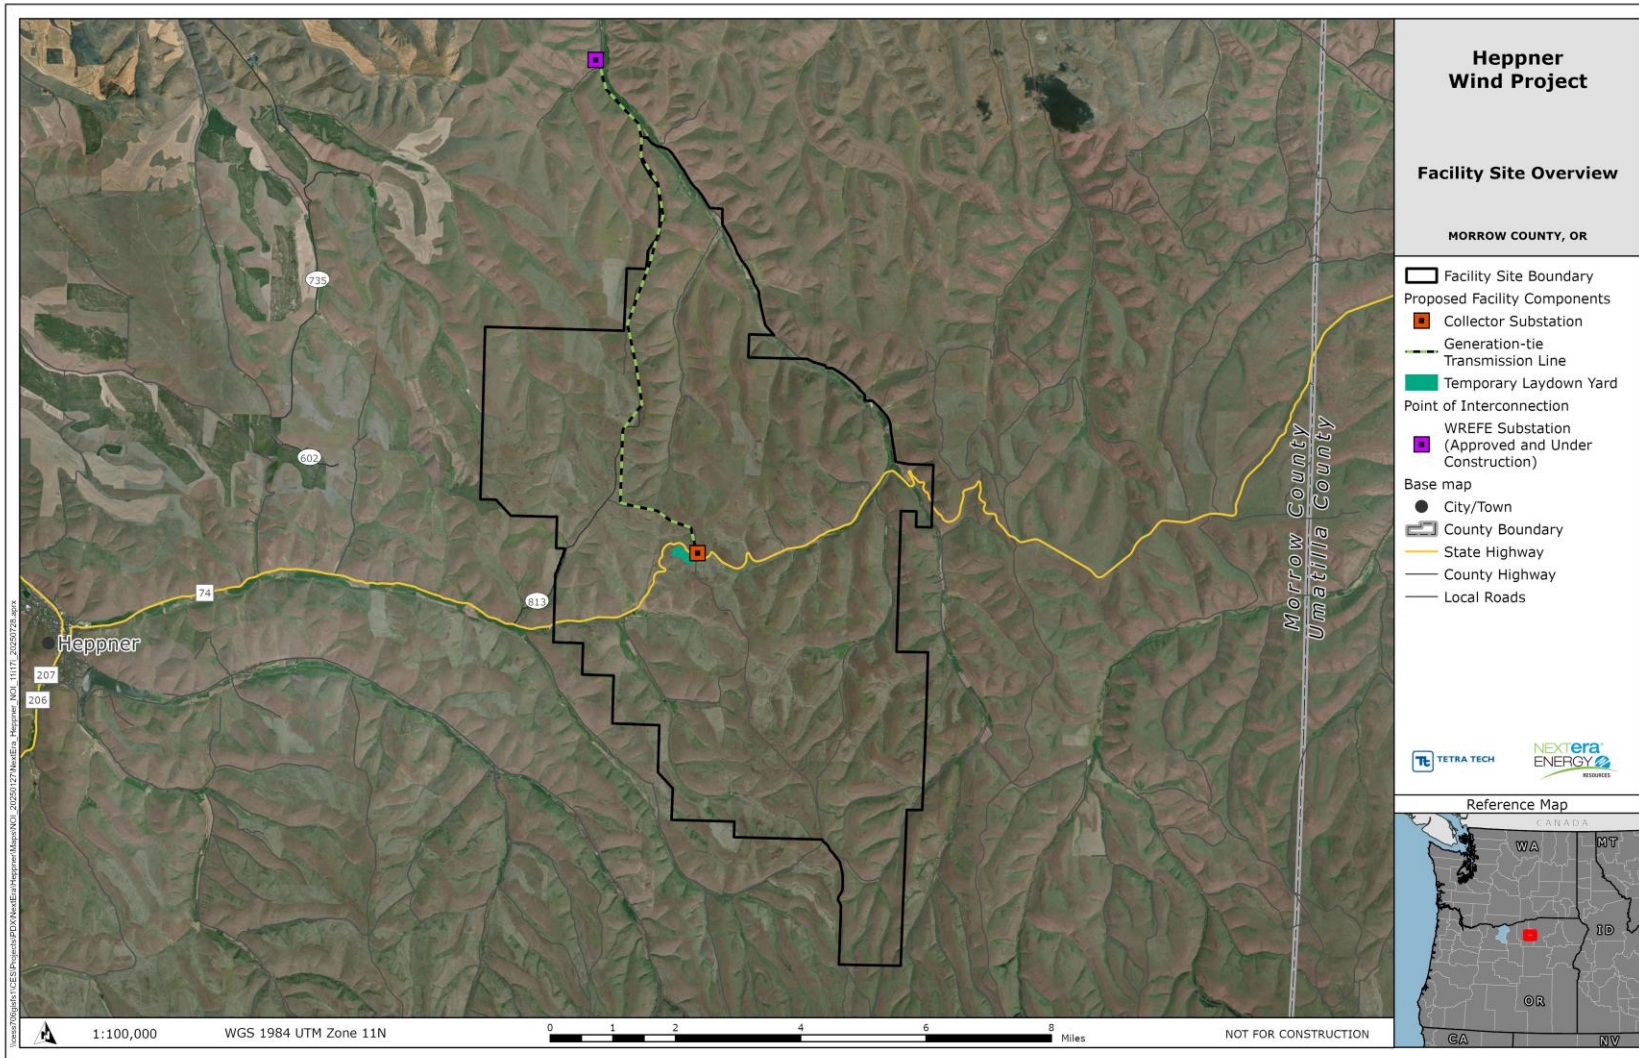 Heppner
Wind Project
Facility Site Overview
MORROW COUNTY, OR
Facility Site Boundary
Proposed Facility Components
Collector Substation
Generation-tie
Transmission Line
Temporary Laydown Yard
Point of Interconnection
WREFE Substation
(Approved and Under
Construction)
Base map
City/Town
County Boundary
State Highway
County Highway
Local Roads
TETRA TECH
NEXTera
ENERGY
RESOURCES
Reference Map
CANADA
WA
MT
ID
OR
CA
NV
735
602
813
74
Heppner
207
206
Morrow County
Umatilla County
1:100,000
WGS 1984 UTM Zone 11N
0 1 2 4 6 8
Miles
NOT FOR CONSTRUCTION